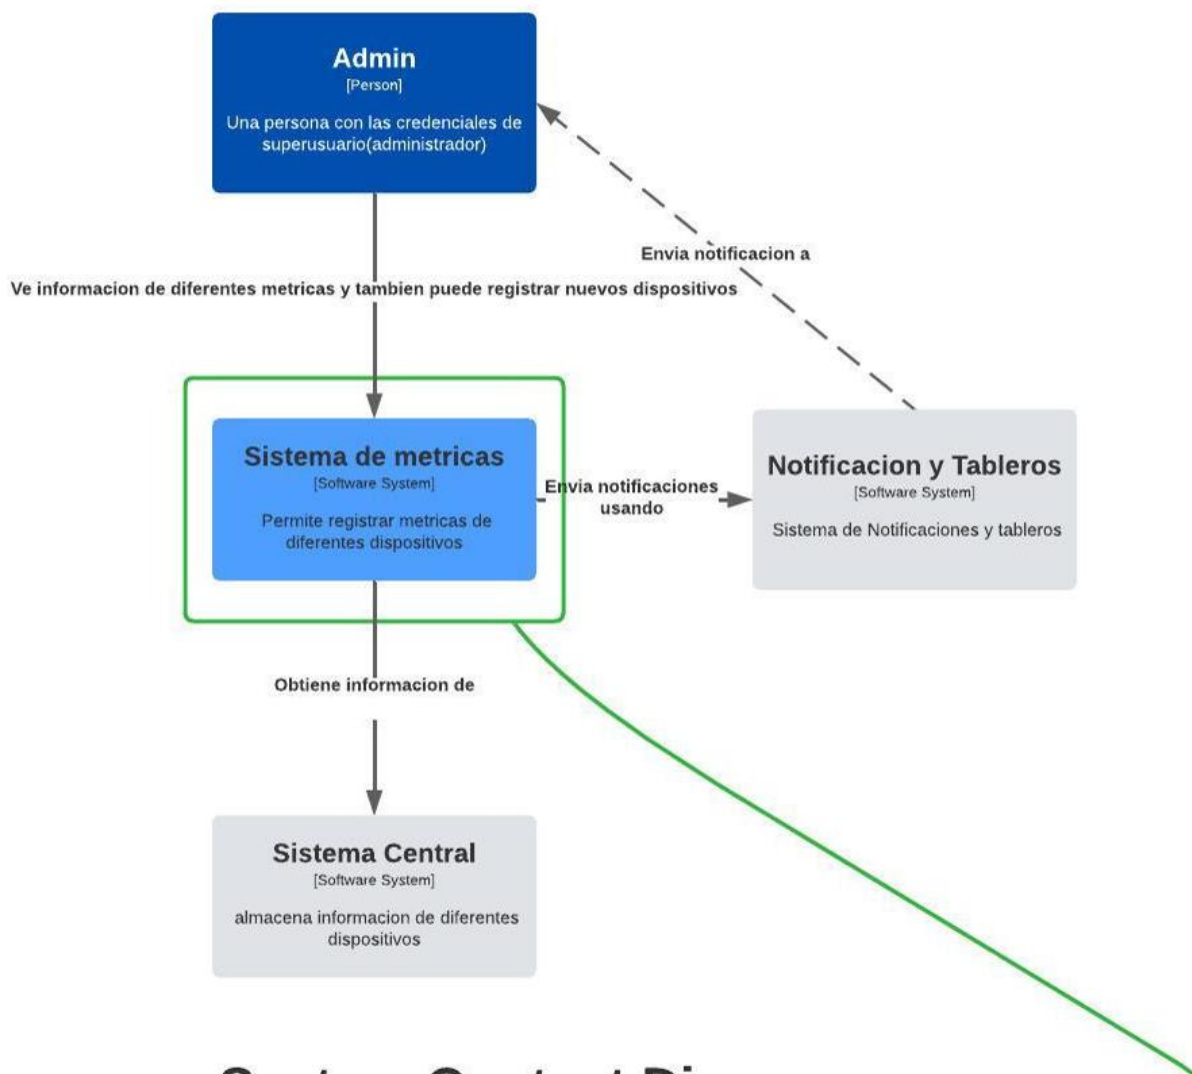 Admin
[Person]
Una persona con las credenciales de
superusuario(administrador)
Envia notificacion a
Ve informacion de diferentes metricas y tambien puede registrar nuevos dispositivos
Sistema de metricas
[Software System]
Permite registrar metricas de
diferentes dispositivos
Envia notificaciones
usando
Notificacion y Tableros
[Software System]
Sistema de Notificaciones y tableros
Obtiene informacion de
Sistema Central
[Software System]
almacena informacion de diferentes
dispositivos